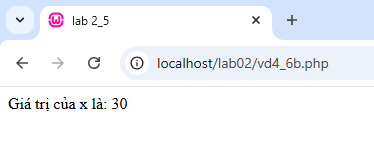 lab 2_5
localhost/lab02/vd4_6b.php
Giá trị của x là: 30